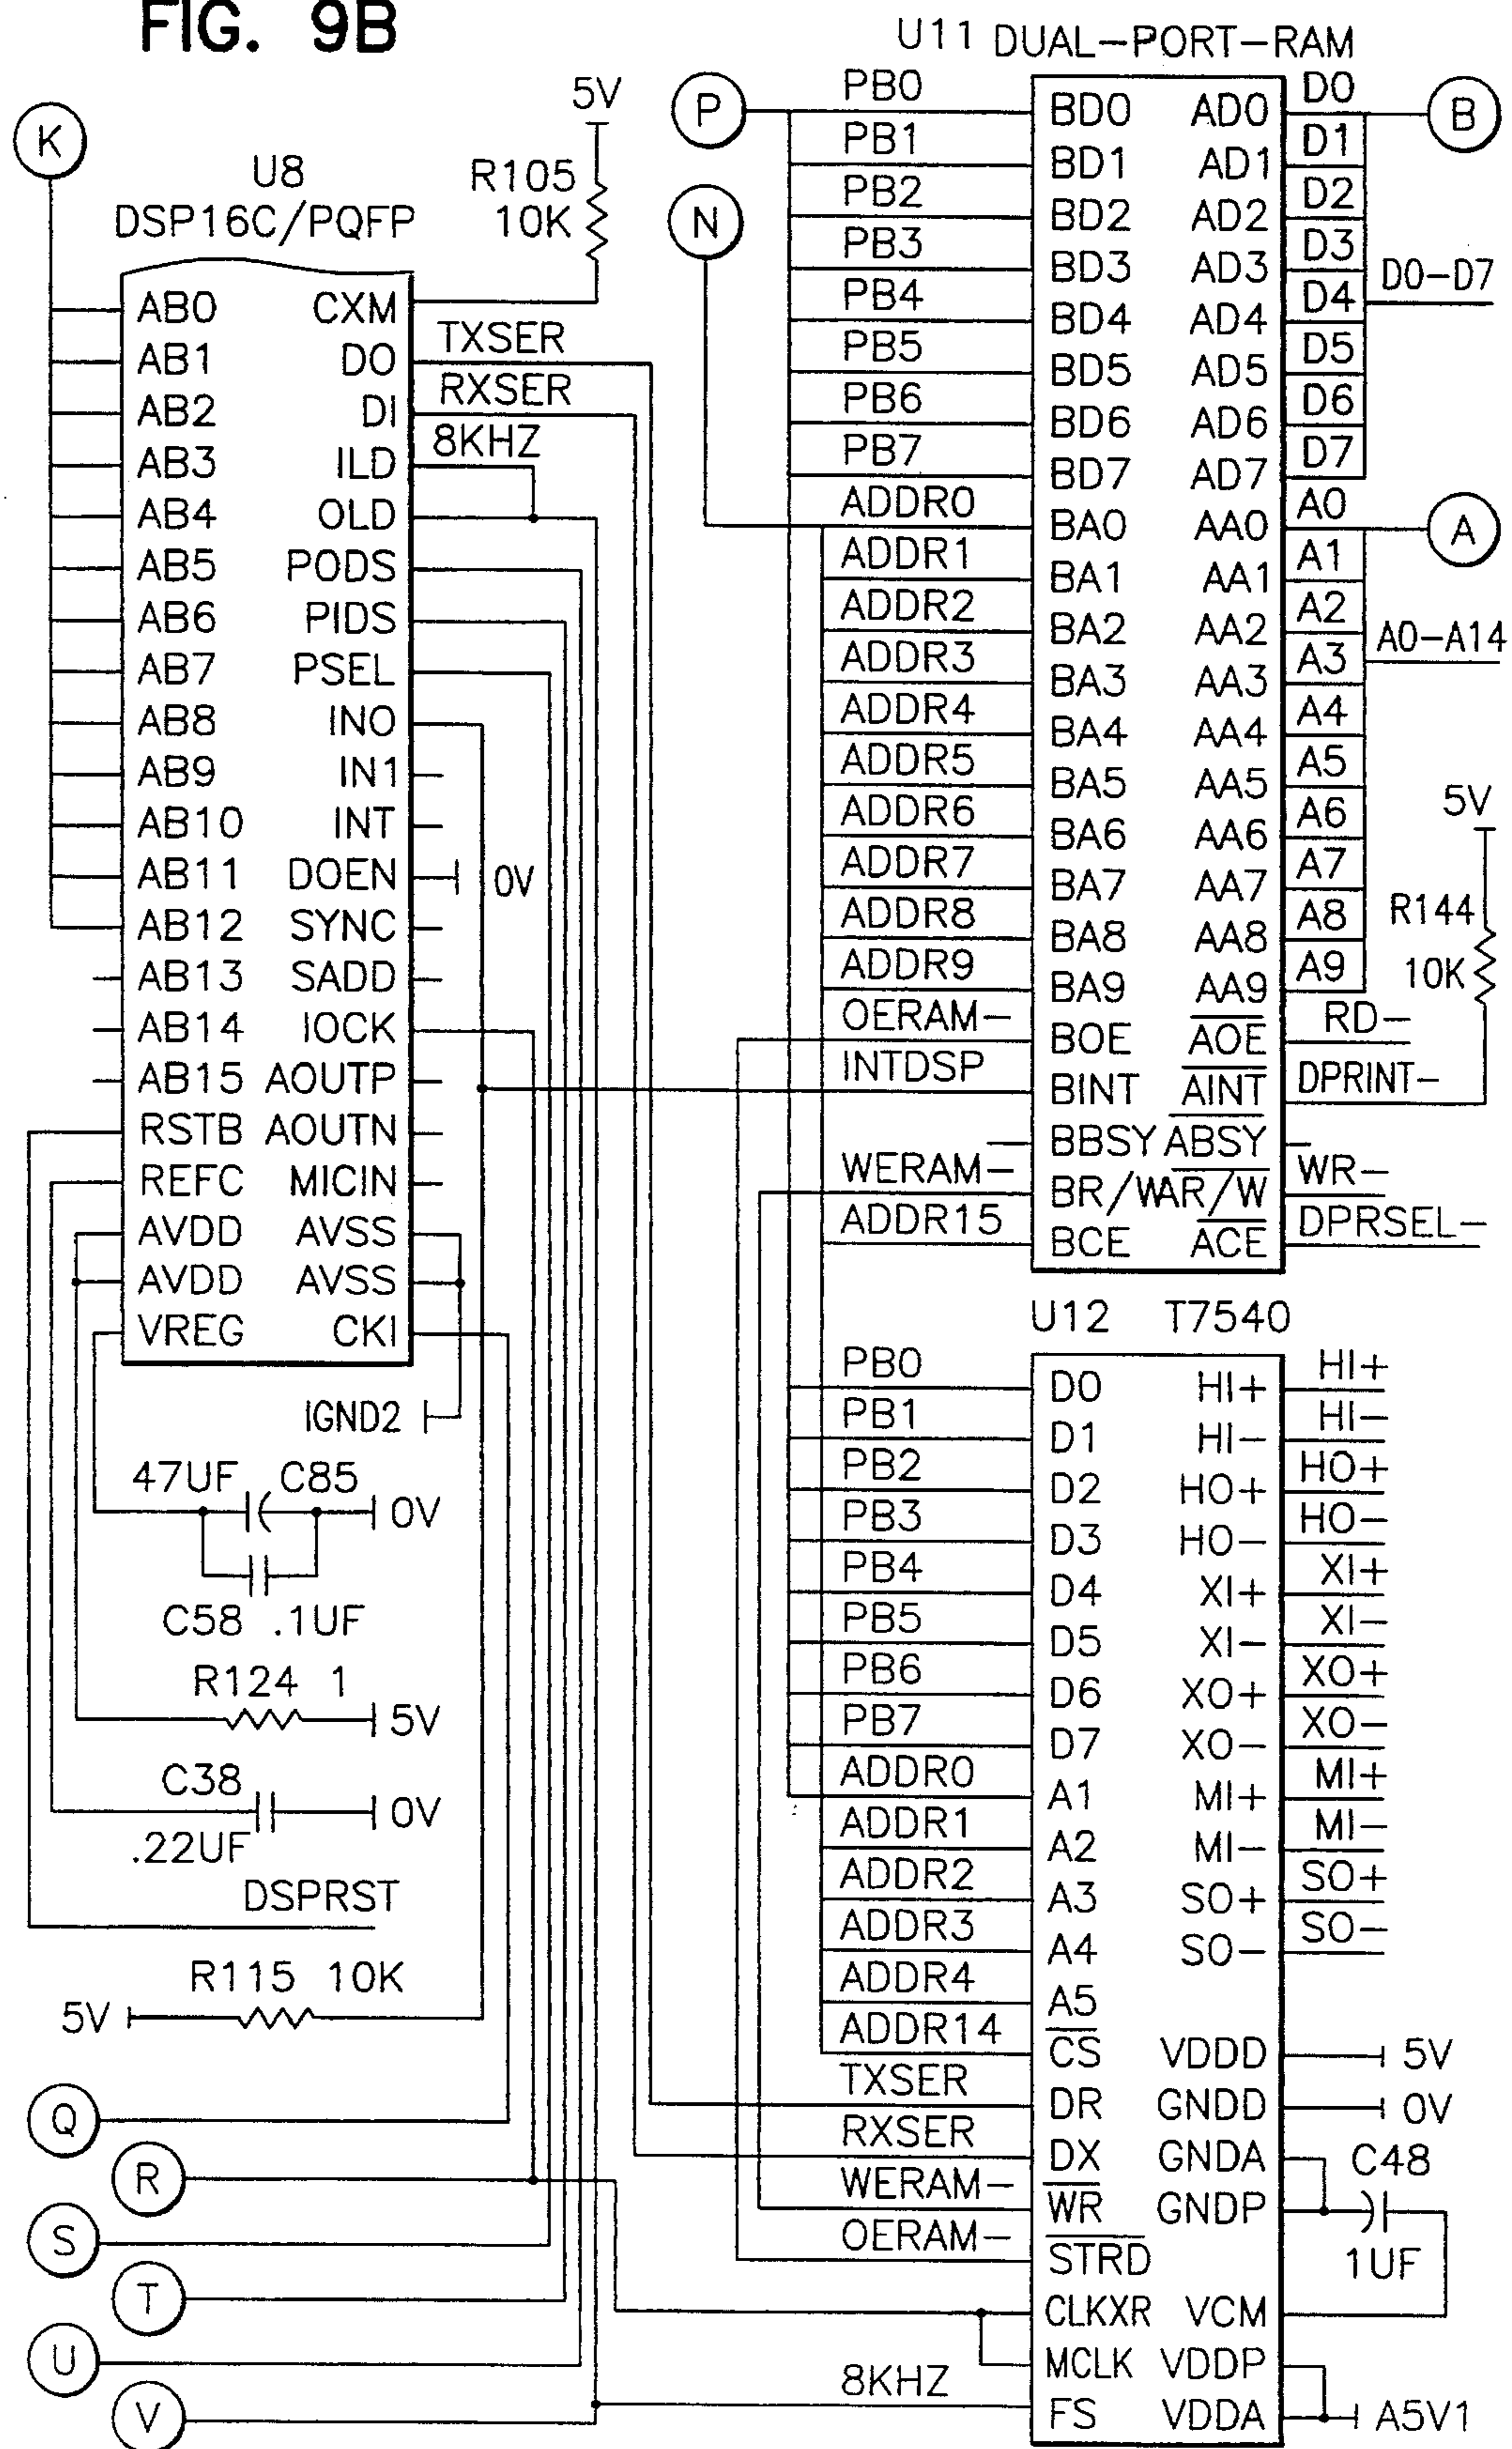 FIG. 9B
K
U8
DSP16C/PQFP
5V
R105
10K
AB0 CXM
AB1 DO
AB2 DI
AB3 ILD
AB4 OLD
AB5 PODS
AB6 PIDS
AB7 PSEL
AB8 IN0
AB9 IN1
AB10 INT
AB11 DOEN
AB12 SYNC
AB13 SADD
AB14 IOCK
AB15 AOUTP
RSTB AOUTN
REFC MICIN
AVDD AVSS
AVDD AVSS
VREG CKI
TXSER
RXSER
8KHZ
0V
IGND2
47UF C85
0V
C58 .1UF
R124 1
5V
C38
0V
.22UF
DSPRST
R115 10K
5V
Q
R
S
T
U
V
U11 DUAL-PORT-RAM
P
N
PB0 BD0 AD0 D0
B
PB1 BD1 AD1 D1
PB2 BD2 AD2 D2
PB3 BD3 AD3 D3
D0-D7
PB4 BD4 AD4 D4
PB5 BD5 AD5 D5
PB6 BD6 AD6 D6
PB7 BD7 AD7 D7
ADDR0 BA0 AA0 A0
A
ADDR1 BA1 AA1 A1
ADDR2 BA2 AA2 A2
A0-A14
ADDR3 BA3 AA3 A3
ADDR4 BA4 AA4 A4
ADDR5 BA5 AA5 A5
ADDR6 BA6 AA6 A6
ADDR7 BA7 AA7 A7
ADDR8 BA8 AA8 A8
ADDR9 BA9 AA9 A9
5V
R144
10K
OERAM- BOE AOE RD-
INTDSP BINT AINT DPRINT-
BBSY ABSY
WERAM- BR/W AR/W WR-
ADDR15 BCE ACE DPRSEL-
U12 T7540
PB0 D0 HI+ HI+
PB1 D1 HI- HI-
PB2 D2 HO+ HO+
PB3 D3 HO- HO-
PB4 D4 XI+ XI+
PB5 D5 XI- XI-
PB6 D6 XO+ XO+
PB7 D7 XO- XO-
ADDR0 A1 MI+ MI+
ADDR1 A2 MI- MI-
ADDR2 A3 SO+ SO+
ADDR3 A4 SO- SO-
ADDR4 A5
ADDR14 CS VDDD 5V
TXSER DR GNDD 0V
RXSER DX GNDA C48
WERAM- WR GNDP
OERAM- STRD 1UF
CLKXR VCM
MCLK VDDP
8KHZ FS VDDA A5V1